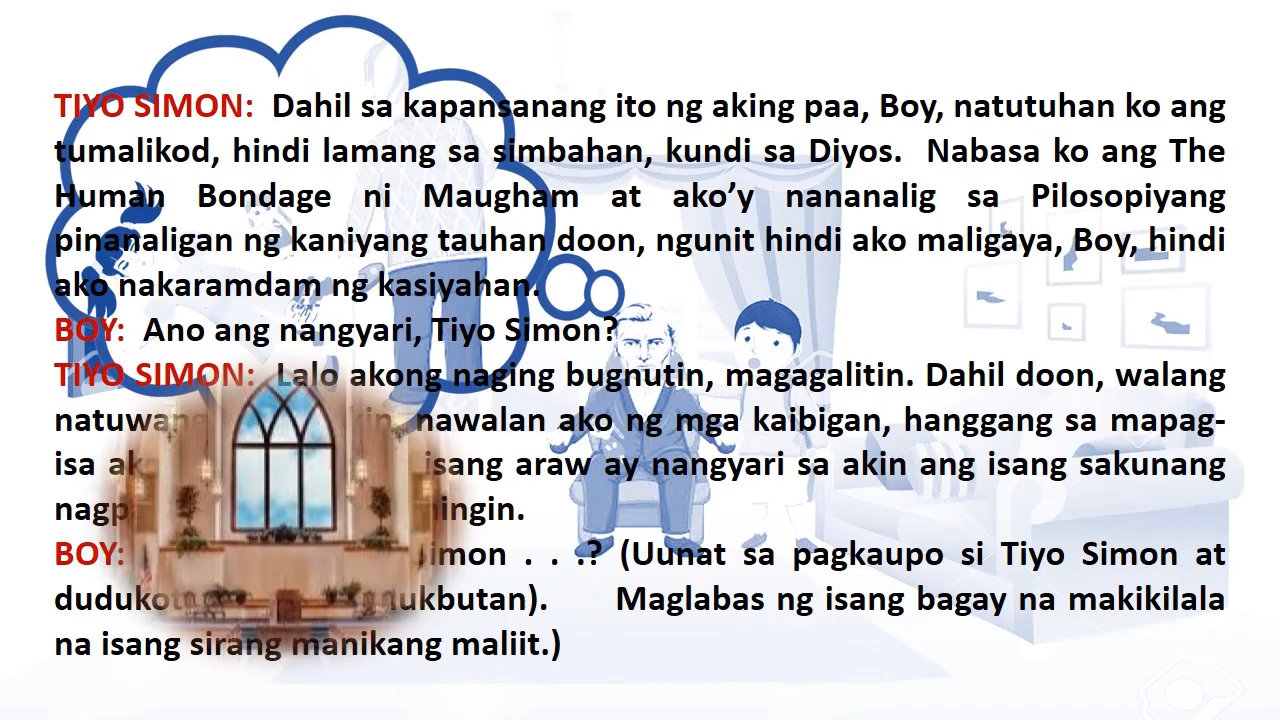 TIYO SIMON: Dahil sa kapansanang ito ng aking paa, Boy, natutuhan ko ang
tumalikod, hindi lamang sa simbahan, kundi sa Diyos. Nabasa ko ang The
Human Bondage ni Maugham at ako’y nananalig sa Pilosopiyang
pinanaligan ng kaniyang tauhan doon, ngunit hindi ako maligaya, Boy, hindi
ako nakaramdam ng kasiyahan.
BOY: Ano ang nangyari, Tiyo Simon?
TIYO SIMON: Lalo akong naging bugnutin, magagalitin. Dahil doon, walang
nawalan ako ng mga kaibigan, hanggang sa mapag-
isa isang araw ay nangyari sa akin ang isang sakunang
BOY: . . .? (Uunat sa pagkaupo si Tiyo Simon at
Maglabas ng isang bagay na makikilala
na isang sirang manikang maliit.)